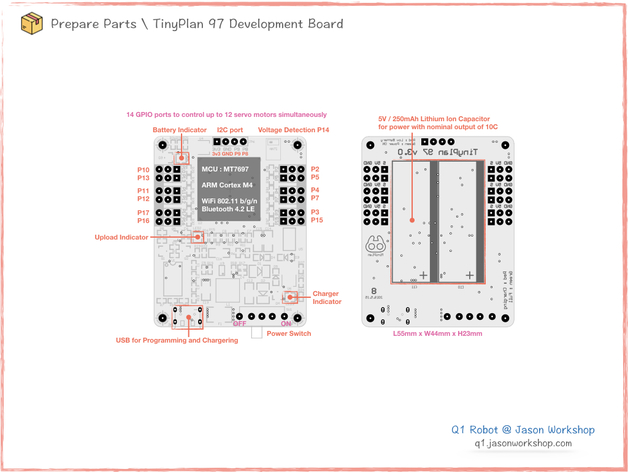 Prepare Parts \ TinyPlan 97 Development Board
14 GPIO ports to control up to 12 servo motors simultaneously
Battery Indicator
I2C port
Voltage Detection P14
3v3 GND P9 P8
MCU : MT7697
ARM Cortex M4
WiFi 802.11 b/g/n
Bluetooth 4.2 LE
P10
P13
P11
P12
P17
P16
P2
P5
P4
P7
P3
P15
Upload Indicator
Charger
Indicator
OFF
ON
Power Switch
USB for Programming and Chargering
5V / 250mAh Lithium Ion Capacitor
for power with nominal output of 10C
TinyPlan 97 v3.0
L55mm x W44mm x H23mm
Q1 Robot @ Jason Workshop
q1.jasonworkshop.com